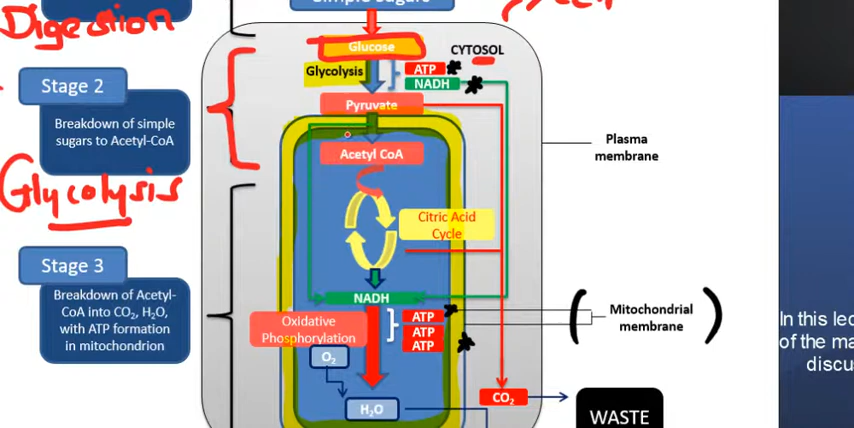 Simple Sugars
Digestion
Glucose
CYTOSOL
Glycolysis
ATP
NADH
Stage 2
Pyruvate
Breakdown of simple
sugars to Acetyl-CoA
Plasma
membrane
Acetyl CoA
Glycolysis
Citric Acid
Cycle
Stage 3
Breakdown of Acetyl-
CoA into CO₂, H₂O,
with ATP formation
in mitochondrion
NADH
Oxidative
Phosphorylation
ATP
ATP
ATP
(Mitochondrial
membrane)
O₂
H₂O
CO₂
WASTE
In this lec
of the ma
discu